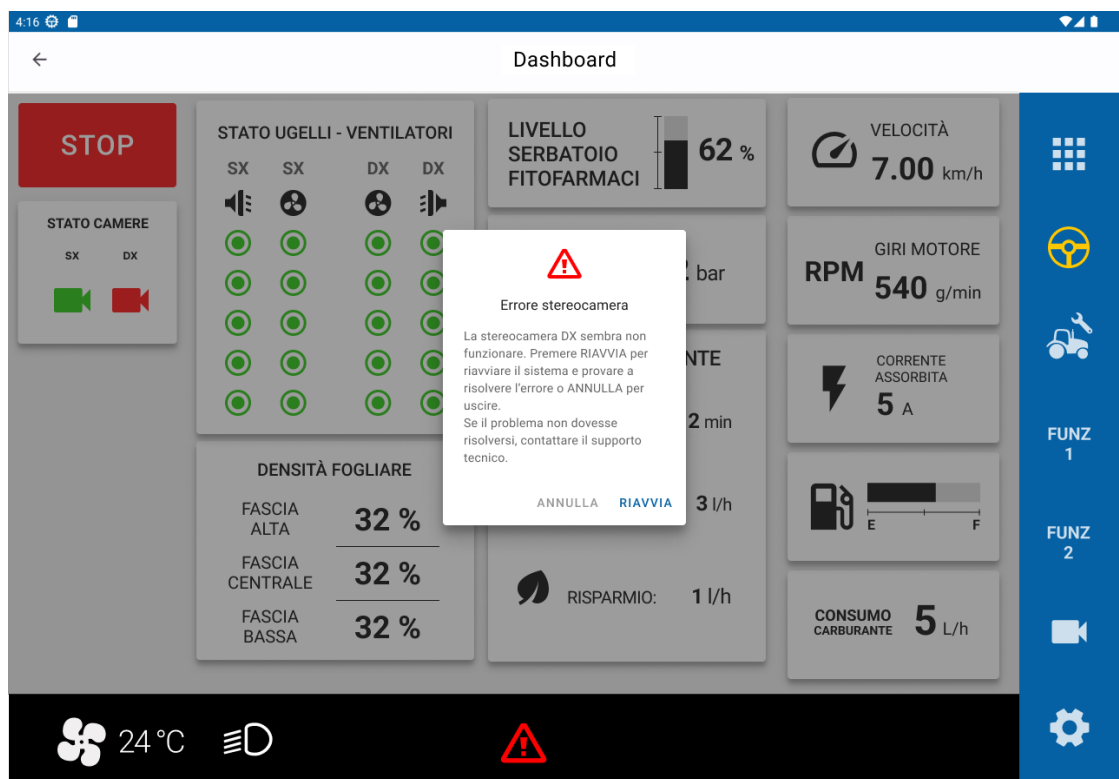 4:16
Dashboard
STOP
STATO CAMERE
SX DX
STATO UGELLI - VENTILATORI
SX SX DX DX
DENSITÀ FOGLIARE
FASCIA
ALTA
32 %
FASCIA
CENTRALE
32 %
FASCIA
BASSA
32 %
LIVELLO
SERBATOIO
FITOFARMACI
62 %
bar
NTE
2 min
3 l/h
RISPARMIO: 1 l/h
Errore stereocamera
La stereocamera DX sembra non
funzionare. Premere RIAVVIA per
riavviare il sistema e provare a
risolvere l'errore o ANNULLA per
uscire.
Se il problema non dovesse
risolversi, contattare il supporto
tecnico.
ANNULLA RIAVVIA
VELOCITÀ
7.00 km/h
GIRI MOTORE
RPM 540 g/min
CORRENTE
ASSORBITA
5 A
E F
CONSUMO
CARBURANTE
5 L/h
FUNZ
1
FUNZ
2
24 °C